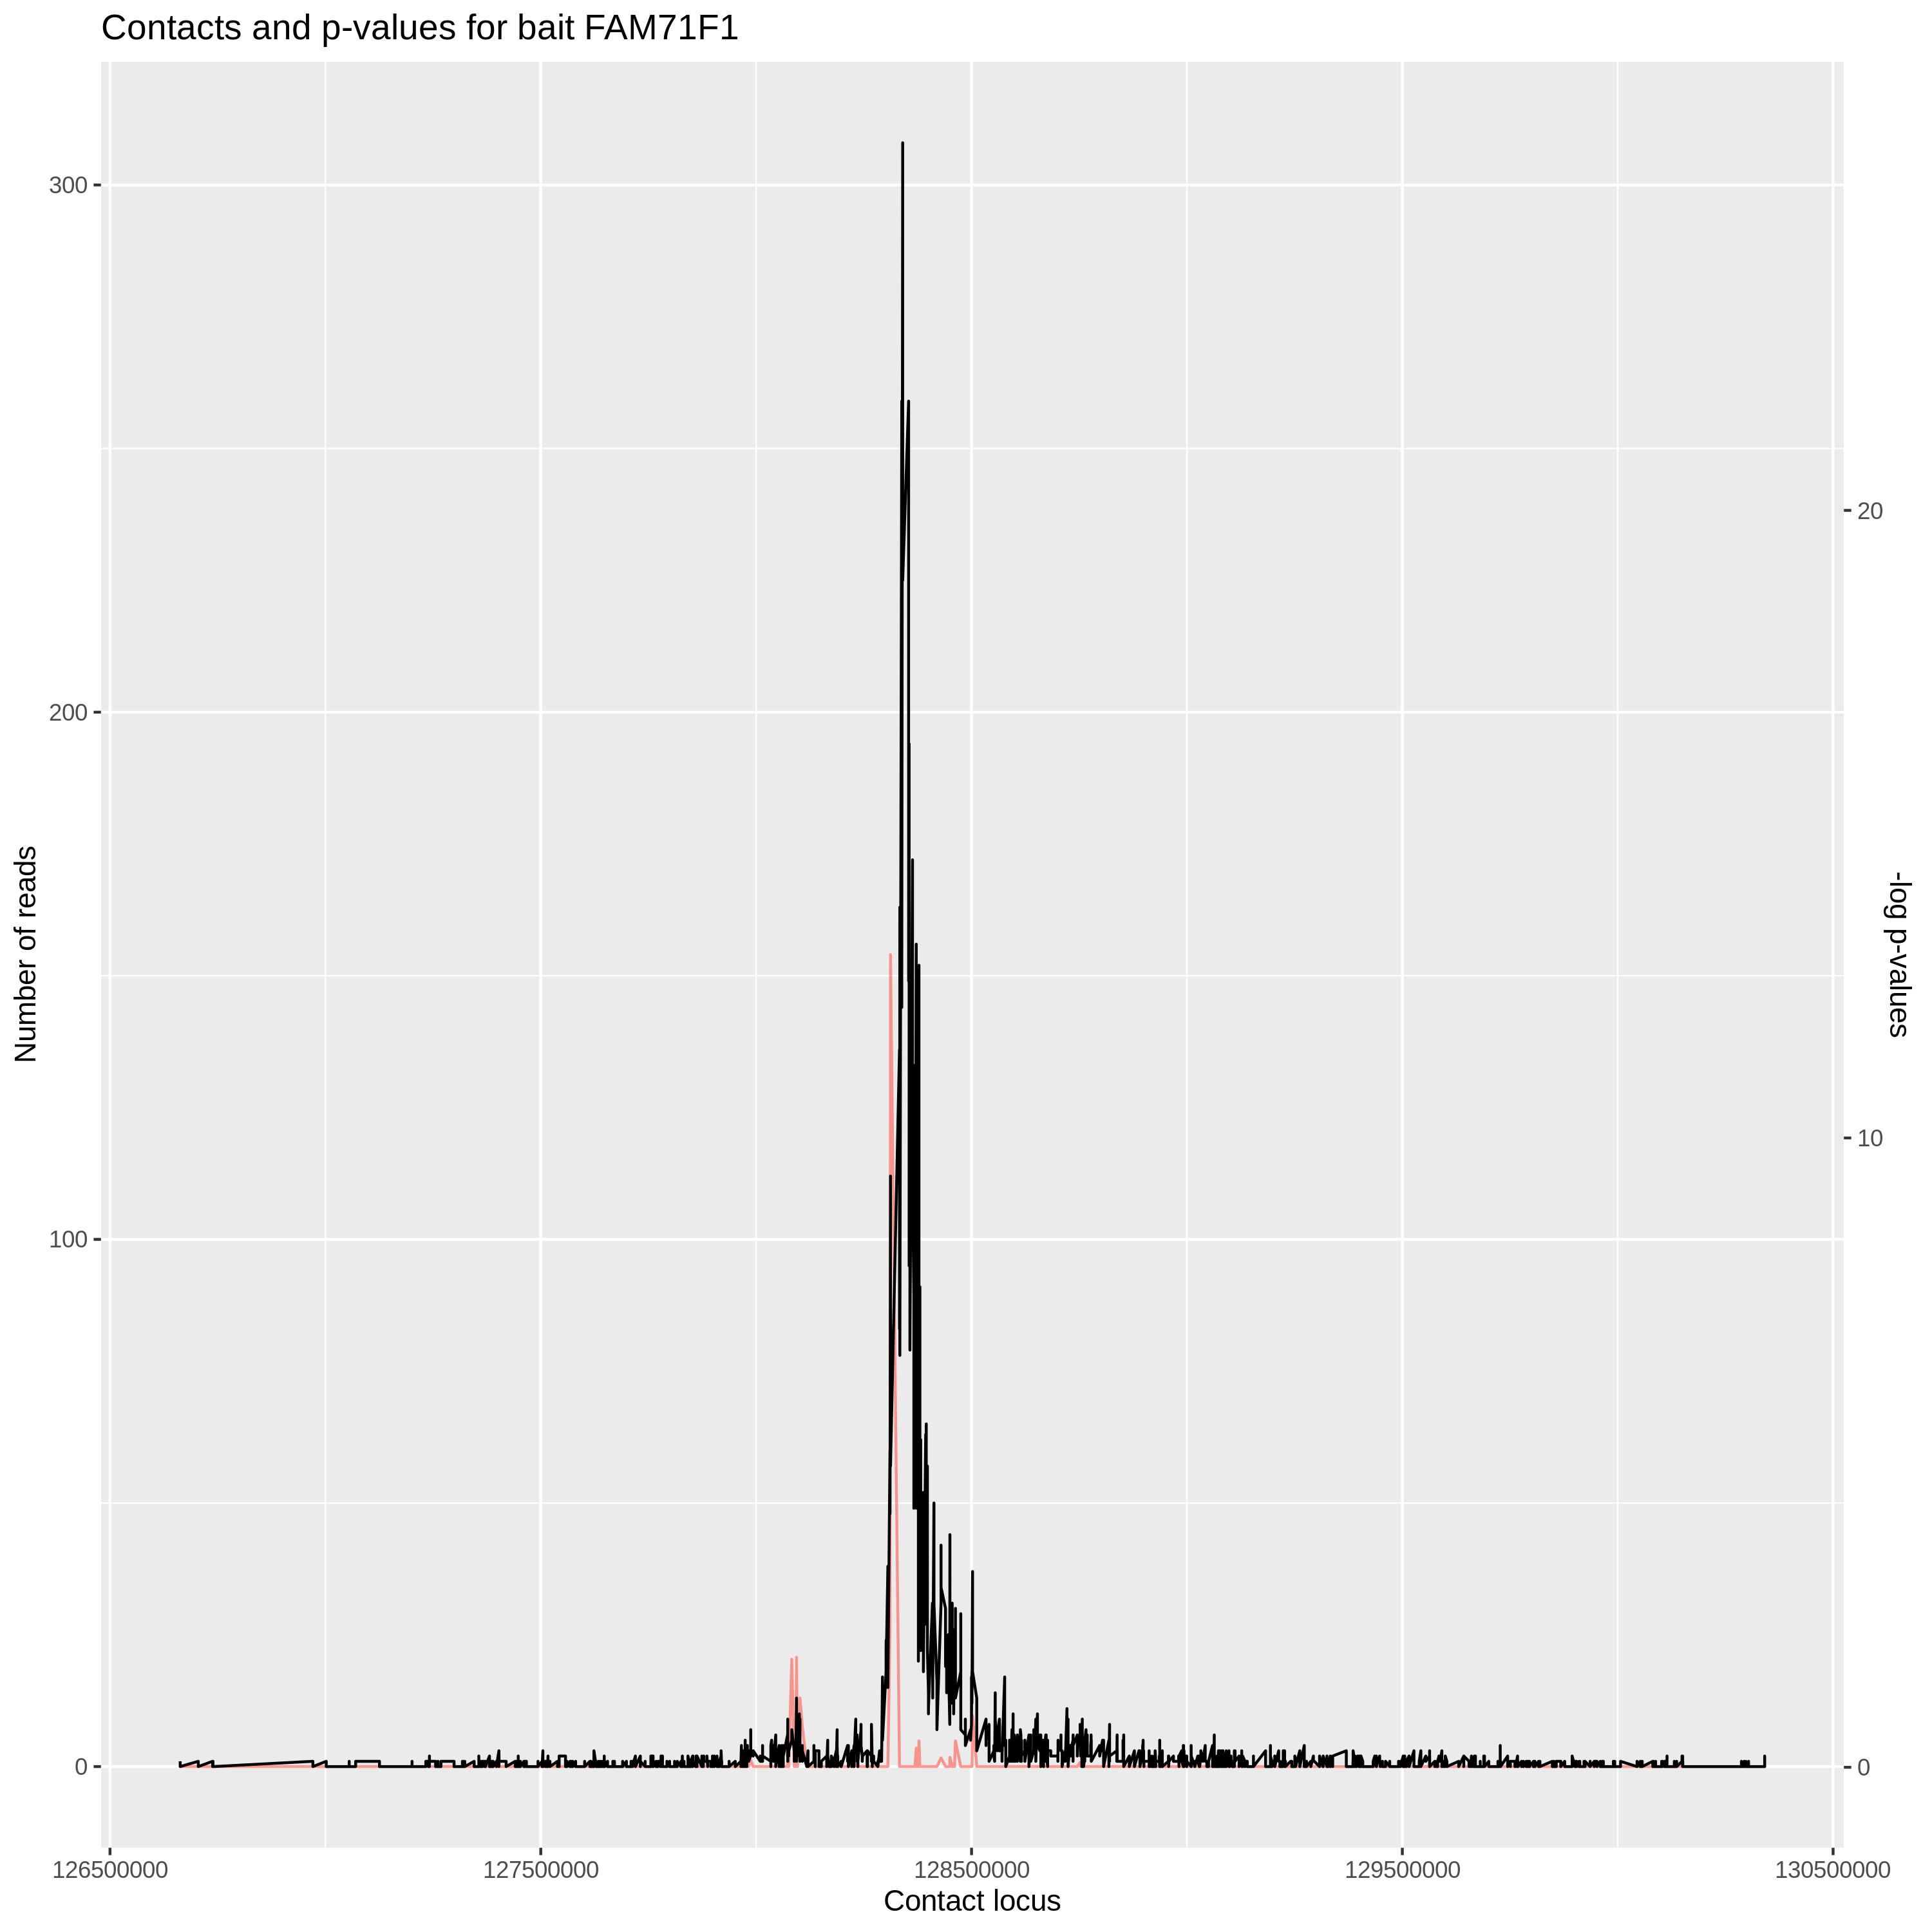 Contacts and p-values for bait FAM71F1
300
200
100
0
Number of reads
20
10
0
-log p-values
126500000 127500000 128500000 129500000 130500000
Contact locus